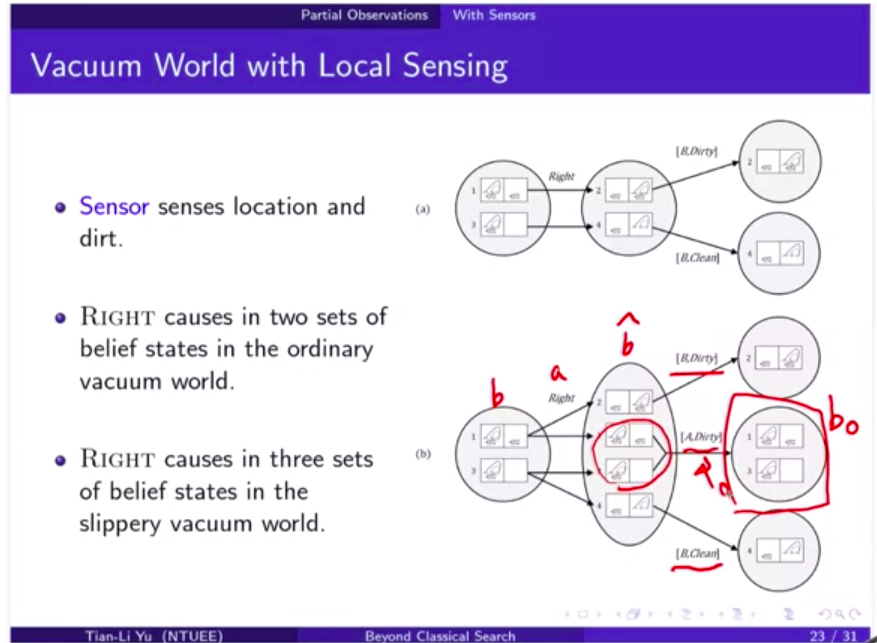 Partial Observations With Sensors
Vacuum World with Local Sensing
Sensor senses location and
dirt.
RIGHT causes in two sets of
belief states in the ordinary
vacuum world.
RIGHT causes in three sets
of belief states in the
slippery vacuum world.
(a)
1
3
Right
2
4
[B,Dirty]
[B,Clean]
2
4
(b)
b
1
3
a
Right
b̂
2
4
[B,Dirty]
[A,Dirty]
[B,Clean]
2
1
3
4
bo
Tian-Li Yu (NTUEE) Beyond Classical Search 23 / 31